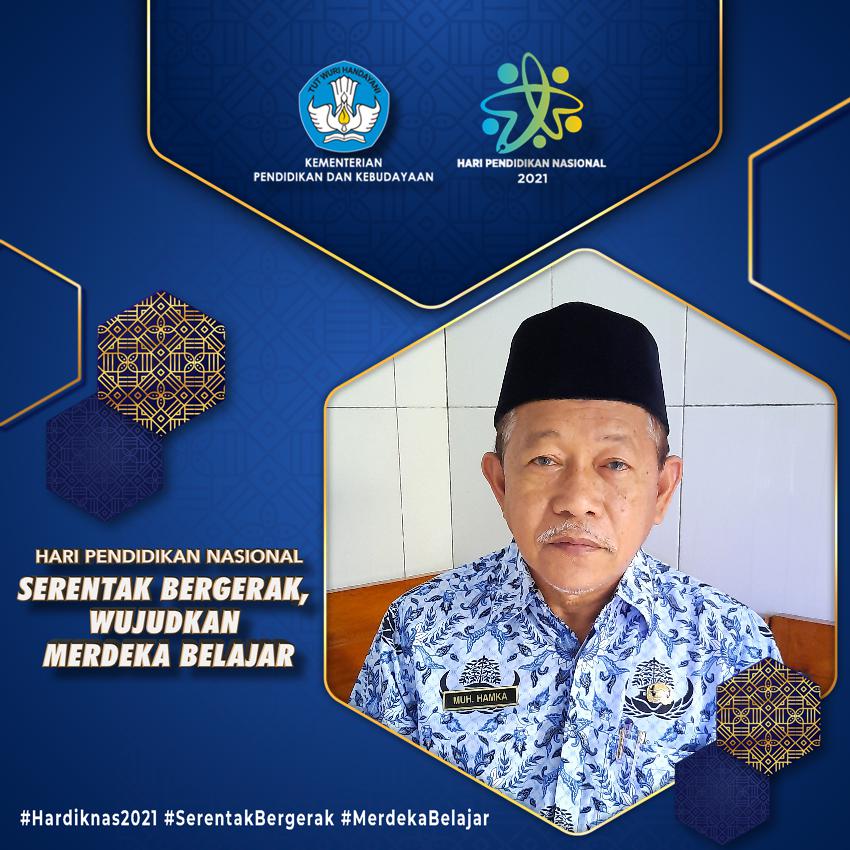 TUT WURI HANDAYANI
KEMENTERIAN
PENDIDIKAN DAN KEBUDAYAAN
HARI PENDIDIKAN NASIONAL
2021
HARI PENDIDIKAN NASIONAL
SERENTAK BERGERAK,
WUJUDKAN
MERDEKA BELAJAR
MUH. HAMKA
#Hardiknas2021 #SerentakBergerak #MerdekaBelajar